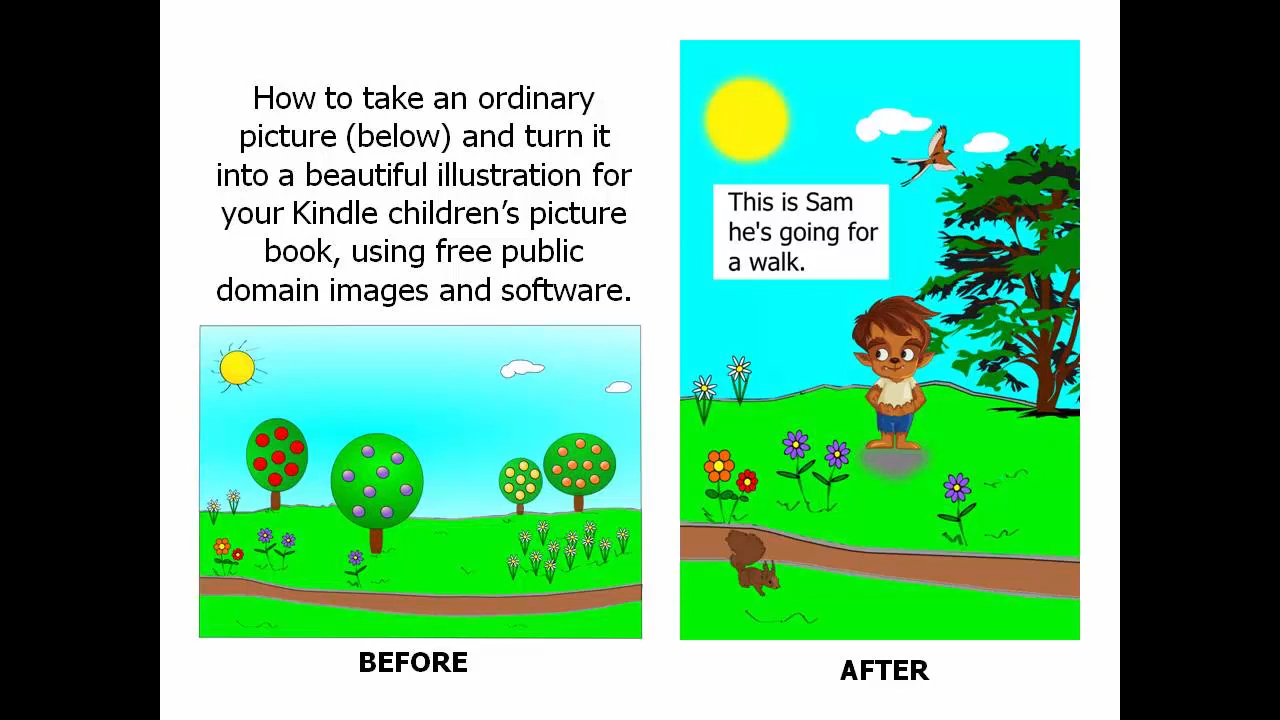 How to take an ordinary
picture (below) and turn it
into a beautiful illustration for
your Kindle children’s picture
book, using free public
domain images and software.
BEFORE
This is Sam
he's going for
a walk.
AFTER